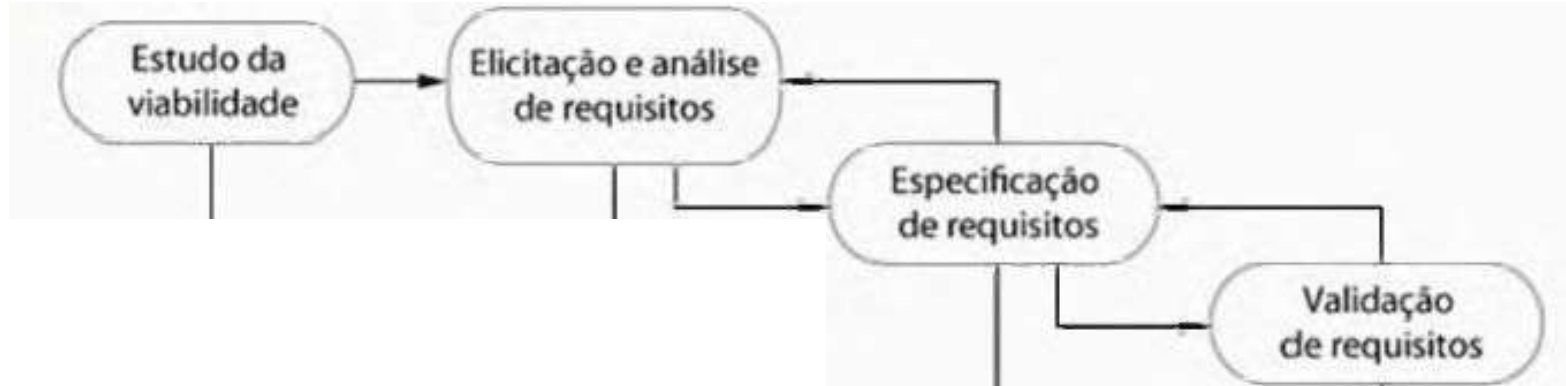 Estudo da
viabilidade
Elicitação e análise
de requisitos
Especificação
de requisitos
Validação
de requisitos